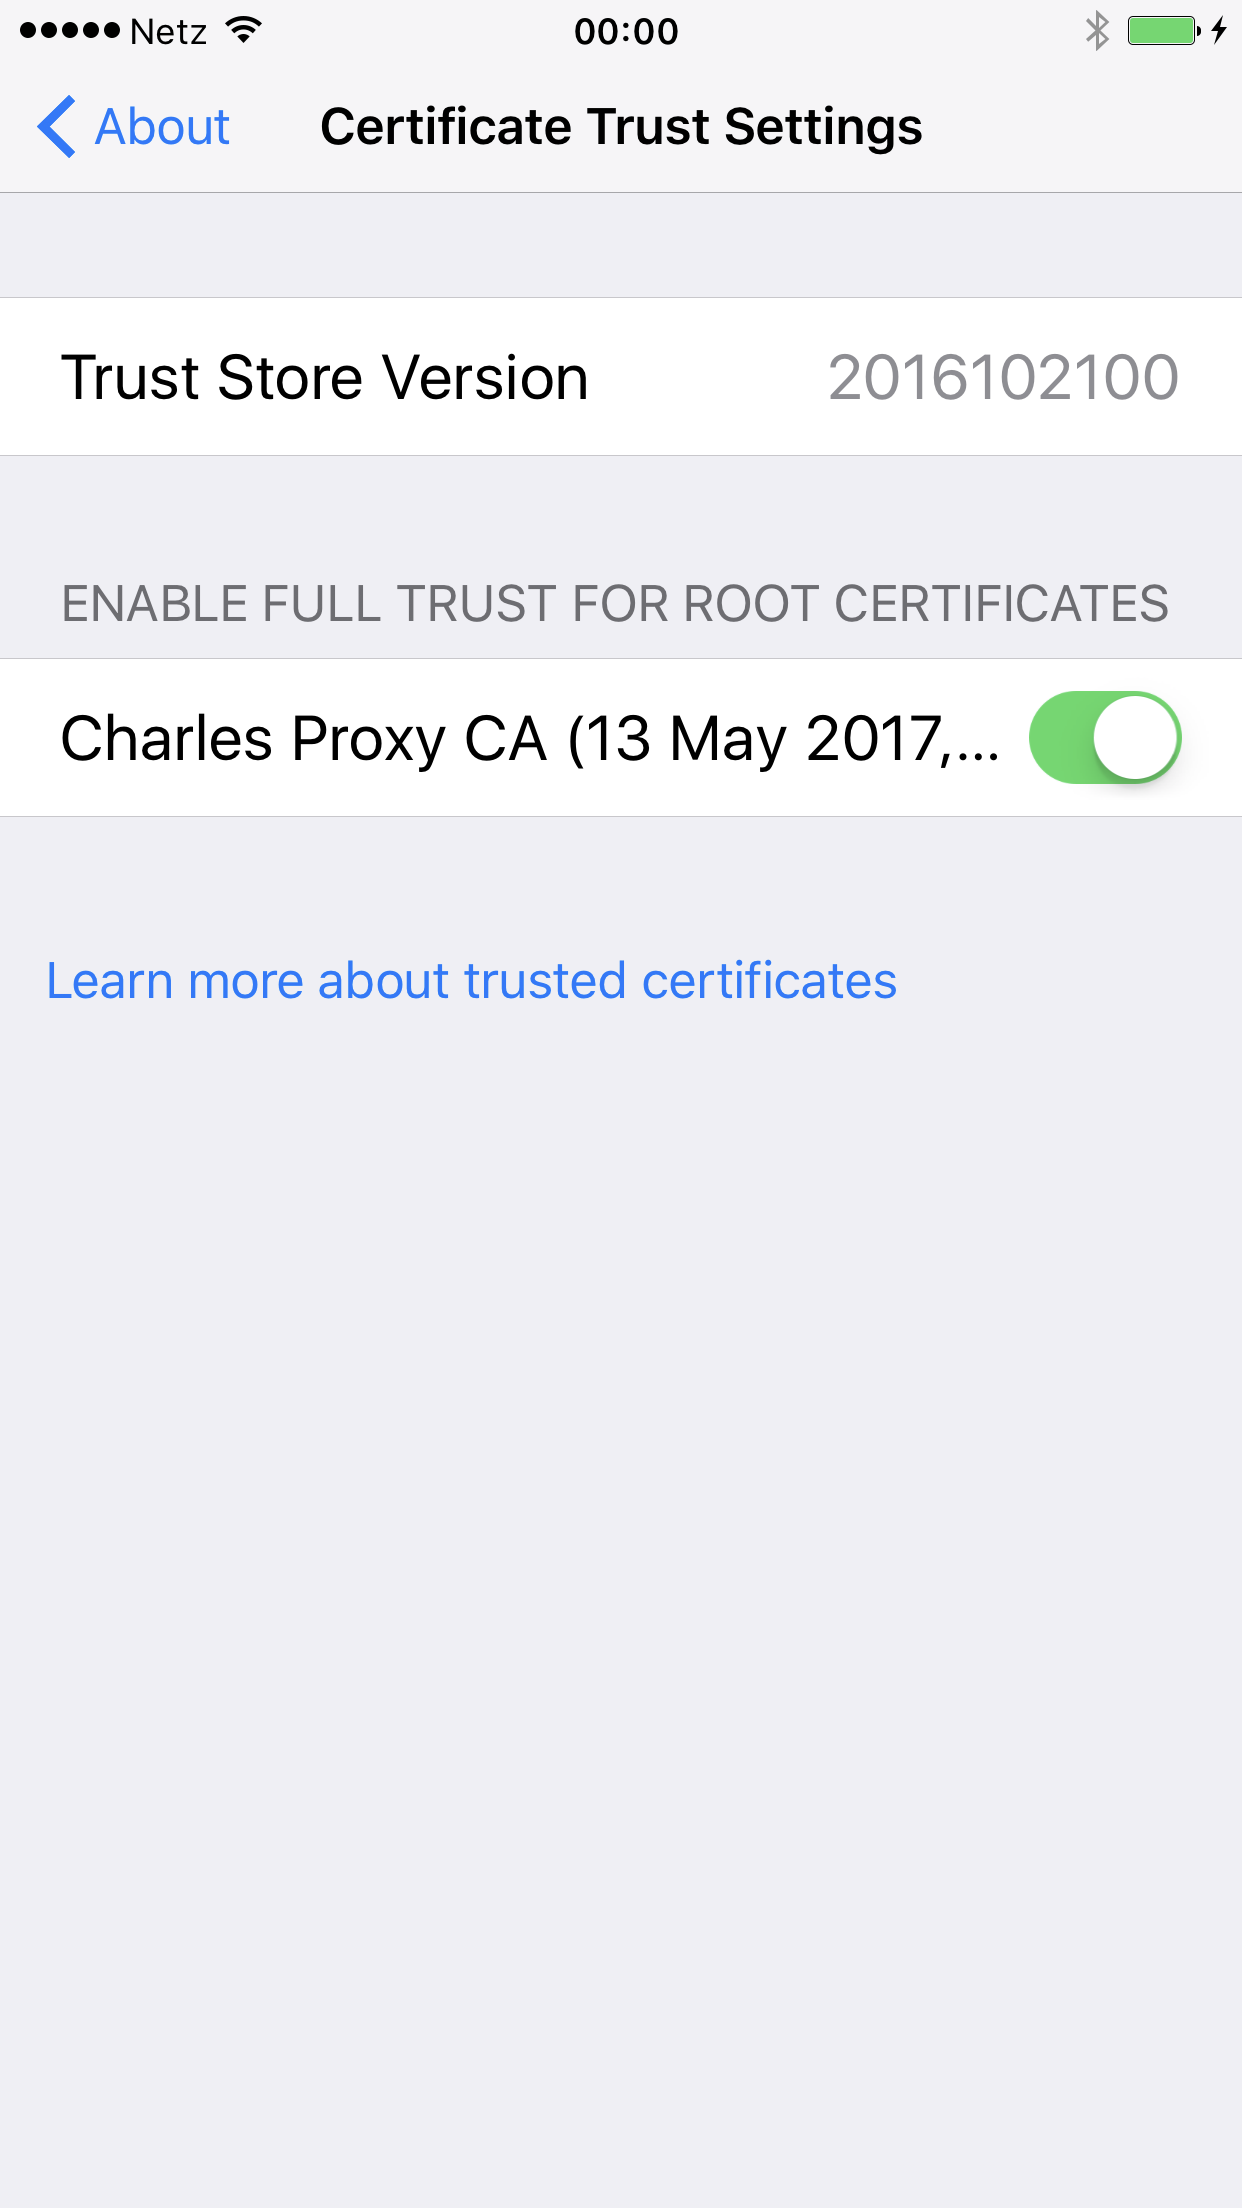 Netz 00:00
About Certificate Trust Settings
Trust Store Version 2016102100
ENABLE FULL TRUST FOR ROOT CERTIFICATES
Charles Proxy CA (13 May 2017,...
Learn more about trusted certificates